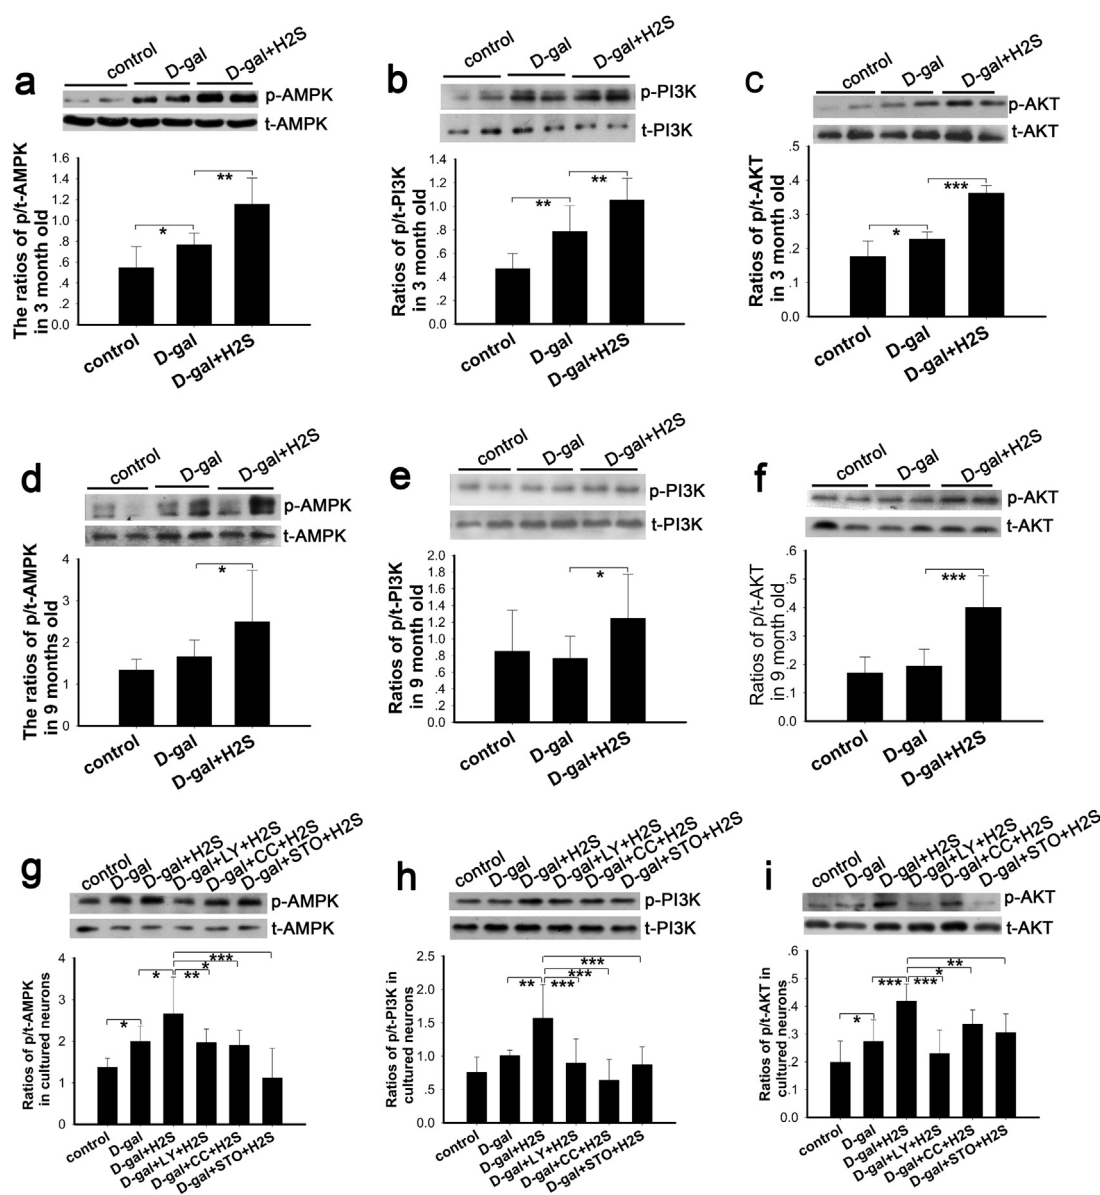 a
control
D-gal
D-gal+H2S
p-AMPK
t-AMPK
The ratios of p/t-AMPK
in 3 month old
1.6
1.4
1.2
1.0
.8
.6
.4
.2
0.0
*
**
control
D-gal
D-gal+H2S
b
control
D-gal
D-gal+H2S
p-PI3K
t-PI3K
Ratios of p/t-PI3K
in 3 month old
1.4
1.2
1.0
.8
.6
.4
.2
0.0
**
**
control
D-gal
D-gal+H2S
c
control
D-gal
D-gal+H2S
p-AKT
t-AKT
Ratios of p/t-AKT
in 3 month old
.5
.4
.3
.2
.1
0.0
*
***
control
D-gal
D-gal+H2S
d
control
D-gal
D-gal+H2S
p-AMPK
t-AMPK
The ratios of p/t-AMPK
in 9 months old
4
3
2
1
0
*
control
D-gal
D-gal+H2S
e
control
D-gal
D-gal+H2S
p-PI3K
t-PI3K
Ratios of p/t-PI3K
in 9 month old
2.0
1.8
1.6
1.4
1.2
1.0
.8
.6
.4
.2
0.0
*
control
D-gal
D-gal+H2S
f
control
D-gal
D-gal+H2S
p-AKT
t-AKT
Ratios of p/t-AKT
in 9 month old
.6
.5
.4
.3
.2
.1
0.0
***
control
D-gal
D-gal+H2S
g
control
D-gal
D-gal+H2S
D-gal+LY+H2S
D-gal+CC+H2S
D-gal+STO+H2S
p-AMPK
t-AMPK
Ratios of p/t-AMPK
in cultured neurons
4
3
2
1
0
*
*
**
*
***
control
D-gal
D-gal+H2S
D-gal+LY+H2S
D-gal+CC+H2S
D-gal+STO+H2S
h
control
D-gal
D-gal+H2S
D-gal+LY+H2S
D-gal+CC+H2S
D-gal+STO+H2S
p-PI3K
t-PI3K
Ratios of p/t-PI3K in
cultured neurons
2.5
2.0
1.5
1.0
.5
0.0
**
***
***
***
control
D-gal
D-gal+H2S
D-gal+LY+H2S
D-gal+CC+H2S
D-gal+STO+H2S
i
control
D-gal
D-gal+H2S
D-gal+LY+H2S
D-gal+CC+H2S
D-gal+STO+H2S
p-AKT
t-AKT
Ratios of p/t-AKT in
cultured neurons
.6
.5
.4
.3
.2
.1
.0
*
***
***
*
**
control
D-gal
D-gal+H2S
D-gal+LY+H2S
D-gal+CC+H2S
D-gal+STO+H2S